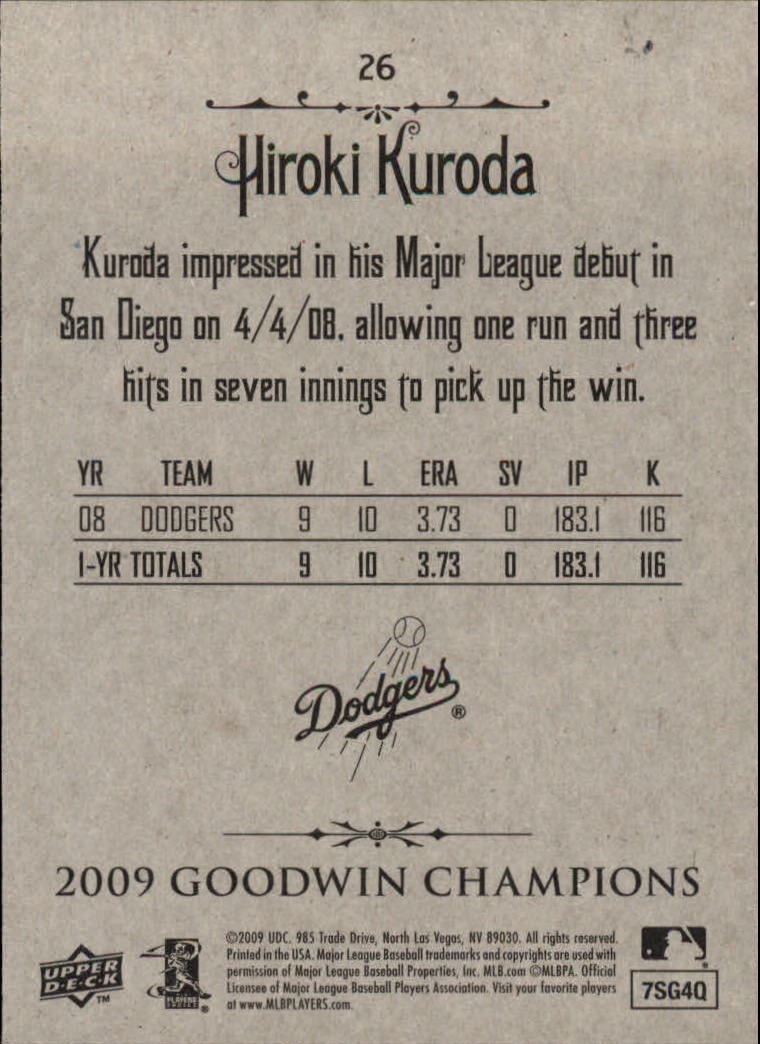 26
Hiroki Kuroda
Kuroda impressed in his Major League debut in
San Diego on 4/4/08, allowing one run and three
hits in seven innings to pick up the win.
YR TEAM W L ERA SV IP K
08 DODGERS 9 10 3.73 0 183.1 116
1-YR TOTALS 9 10 3.73 0 183.1 116
Dodgers®
2009 GOODWIN CHAMPIONS
©2009 UDC. 985 Trade Drive, North Las Vegas, NV 89030. All rights reserved.
Printed in the USA. Major League Baseball trademarks and copyrights are used with
permission of Major League Baseball Properties, Inc. MLB.com ©MLBPA. Official
Licensee of Major League Baseball Players Association. Visit your favorite players
at www.MLBPLAYERS.com.
UPPER
D·E·C·K
TM
PLAYERS
CHOICE
®
®
7SG4Q